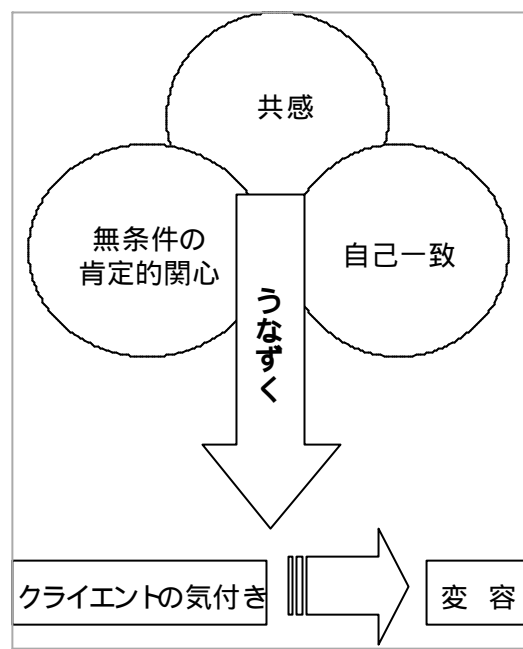 共感
無条件の
肯定的関心
自己一致
うなずく
クライエントの気付き
変 容